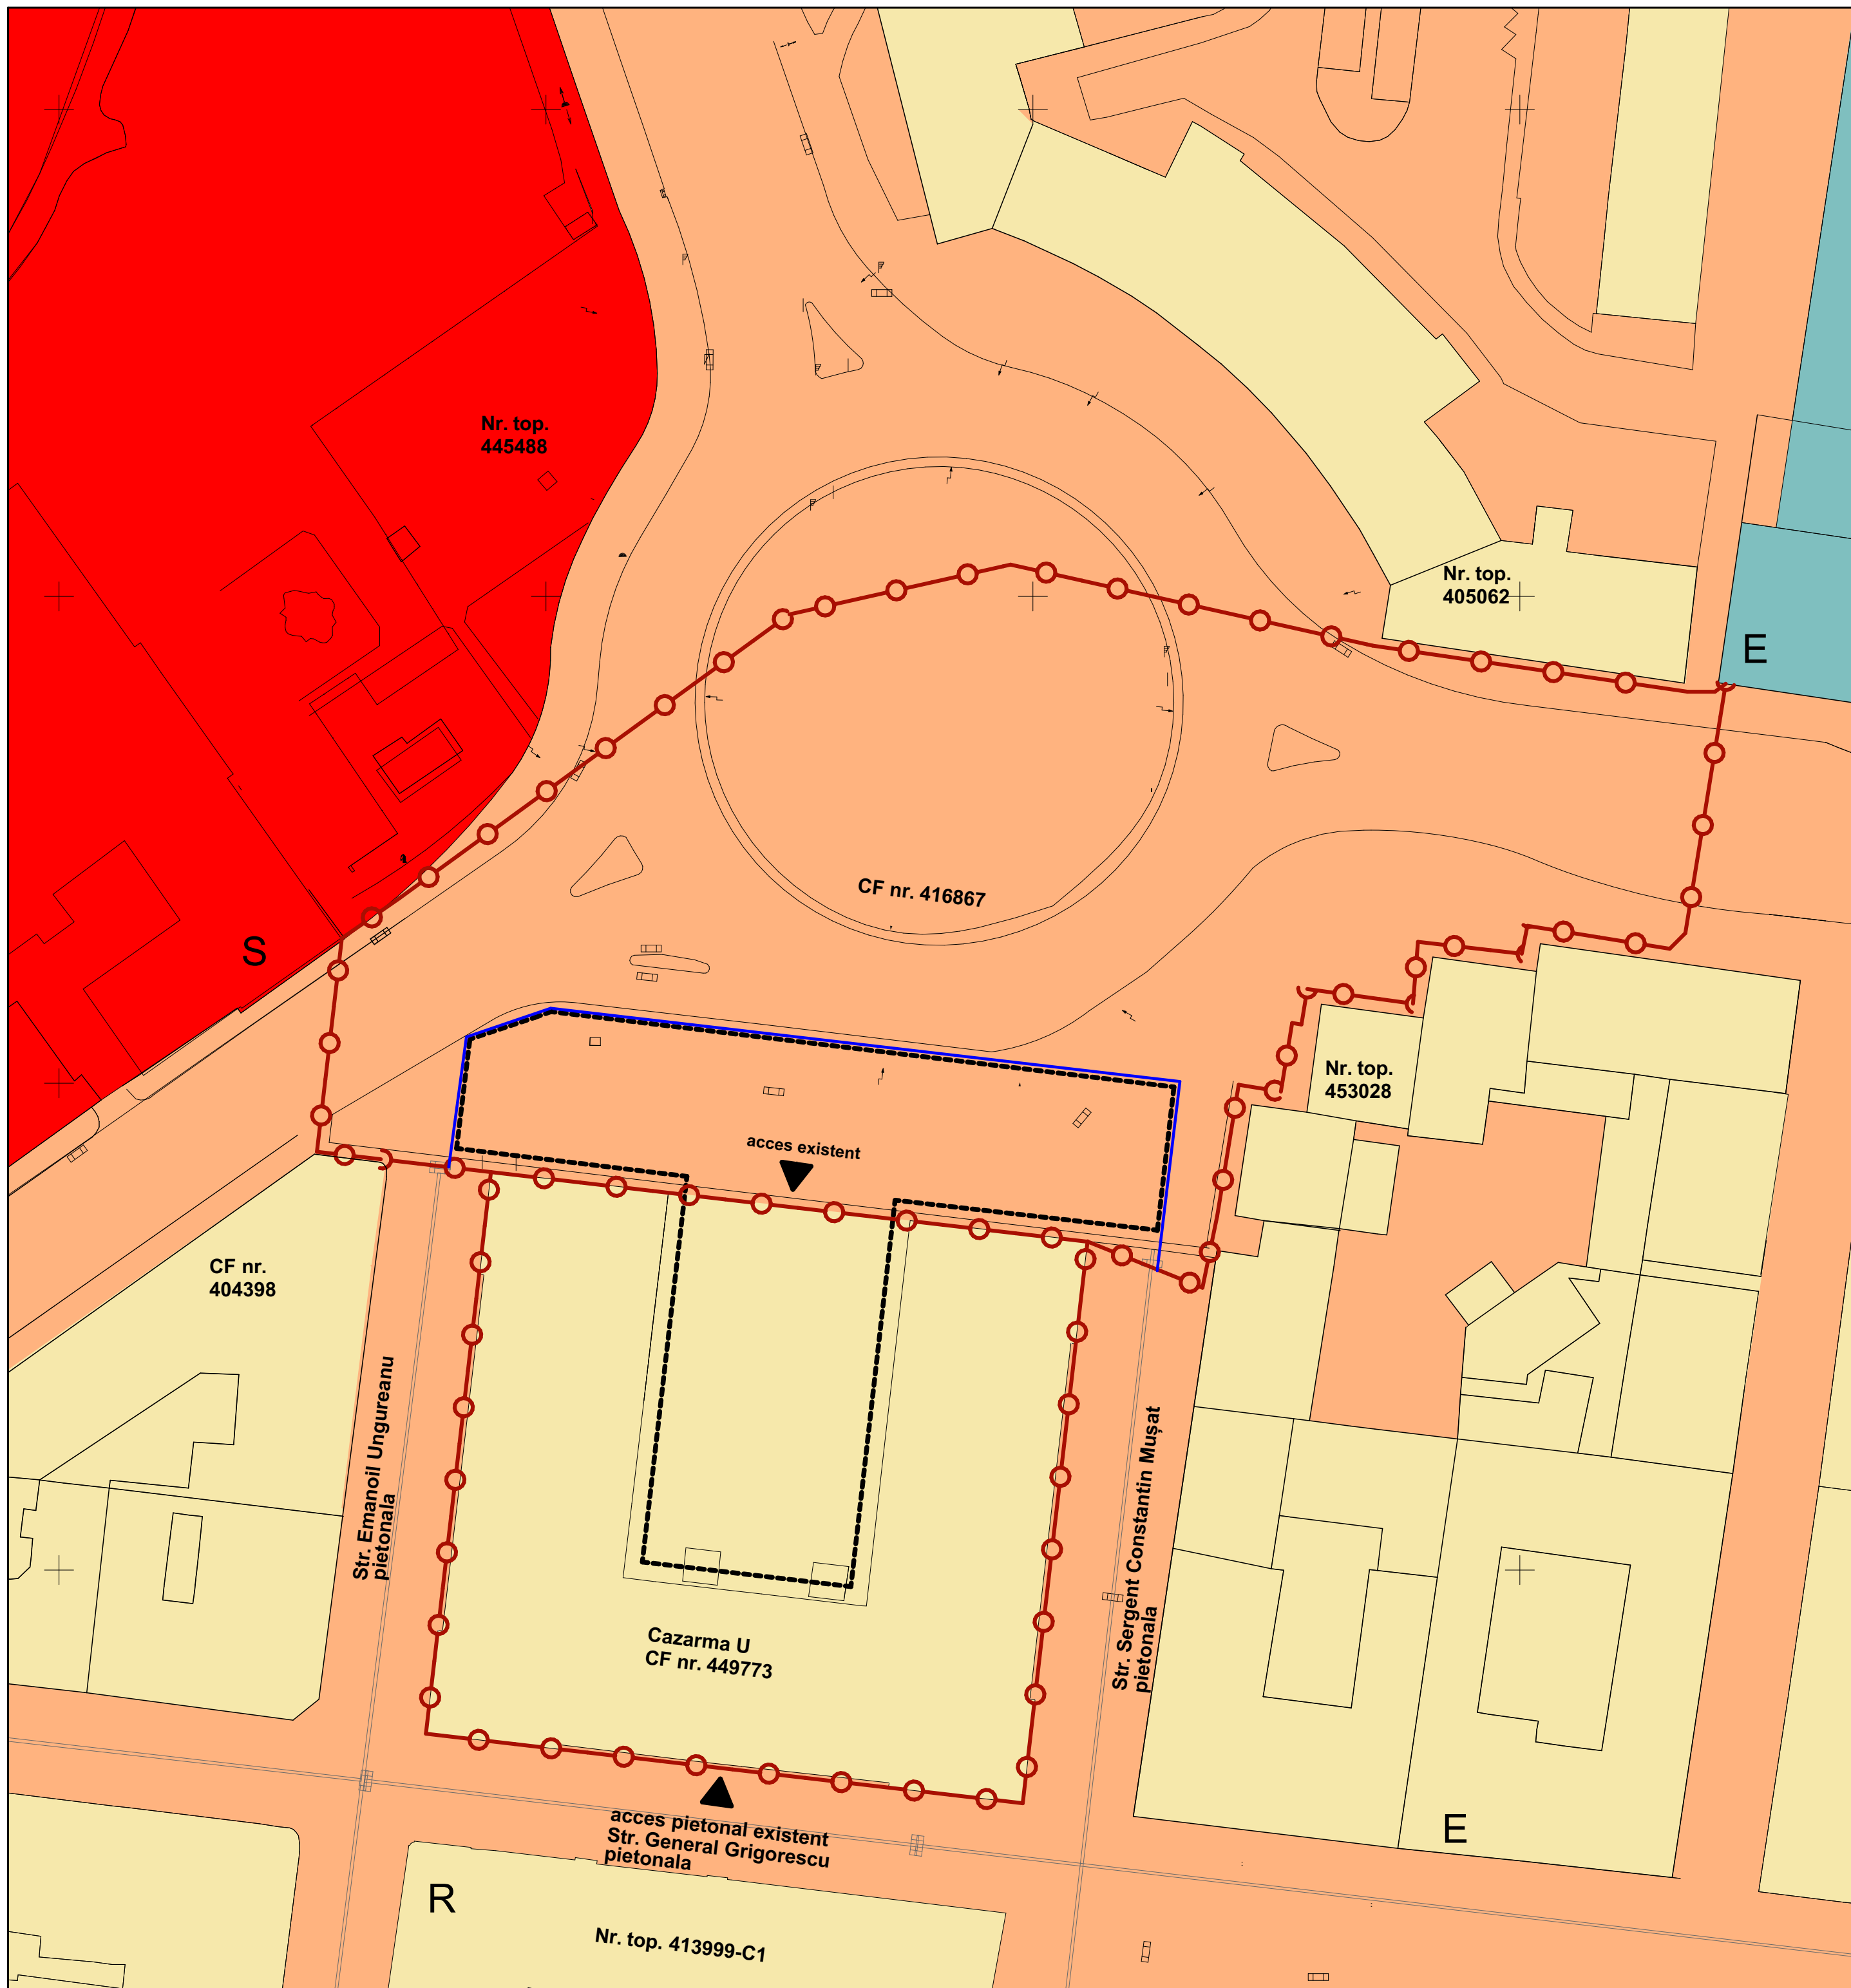 Nr. top.
445488
Nr. top.
405062
E
CF nr. 416867
S
Nr. top.
453028
acces existent
CF nr.
404398
Str. Emanoil Ungureanu
pietonala
Str. Sergent Constantin Mușat
pietonala
Cazarma U
CF nr. 449773
acces pietonal existent
Str. General Grigorescu
pietonala
E
R
Nr. top. 413999-C1